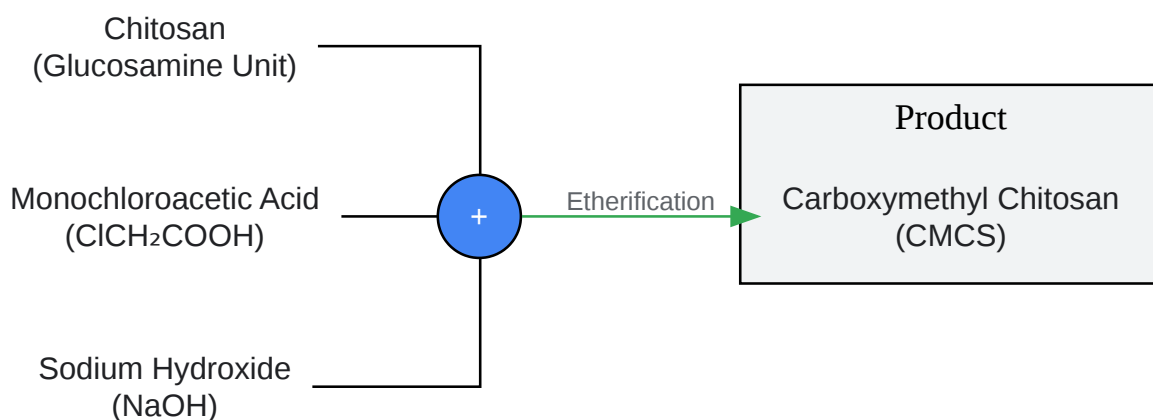 Chitosan
(Glucosamine Unit)
Monochloroacetic Acid
(ClCH₂COOH)
Sodium Hydroxide
(NaOH)
+
Etherification
Product
Carboxymethyl Chitosan
(CMCS)